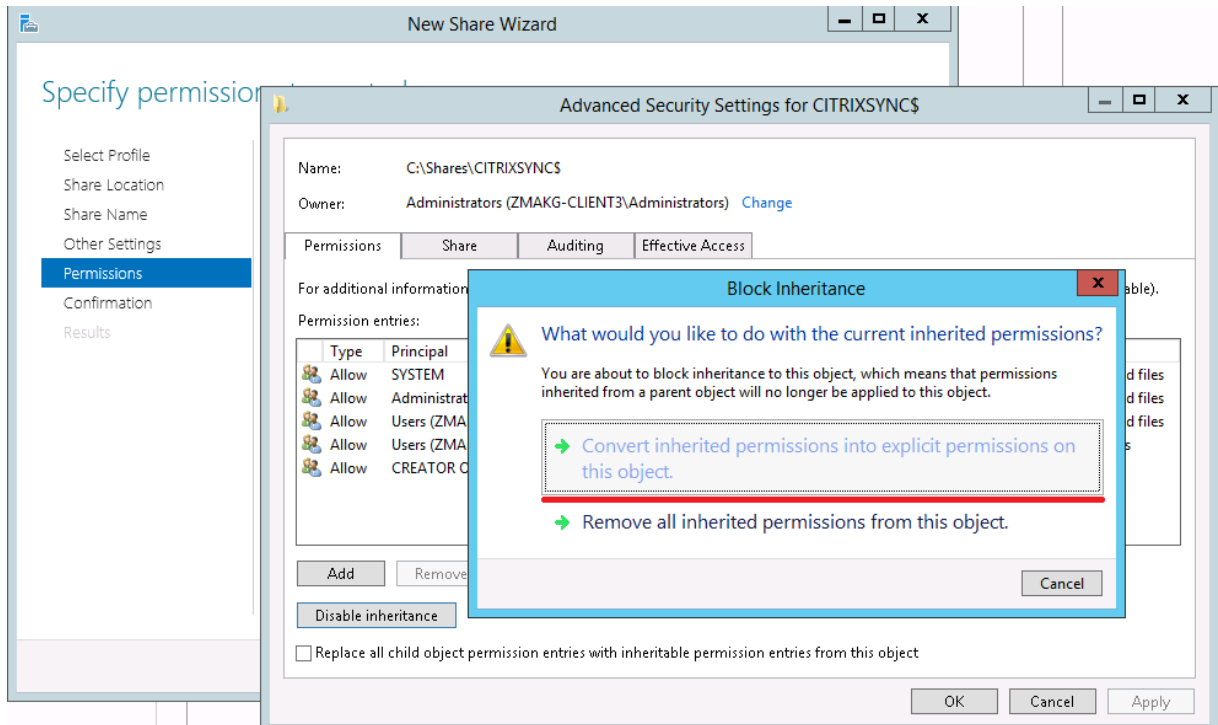 New Share Wizard
Specify permission
Select Profile
Share Location
Share Name
Other Settings
Permissions
Confirmation
Results
Advanced Security Settings for CITRIXSYNC$
Name: C:\Shares\CITRIXSYNC$
Owner: Administrators (ZMAKG-CLIENT3\Administrators) Change
Permissions Share Auditing Effective Access
For additional information able).
Permission entries:
Type Principal
Allow SYSTEM d files
Allow Administrat d files
Allow Users (ZMA d files
Allow Users (ZMA s
Allow CREATOR O
Add Remove
Disable inheritance
Replace all child object permission entries with inheritable permission entries from this object
OK Cancel Apply
Block Inheritance
What would you like to do with the current inherited permissions?
You are about to block inheritance to this object, which means that permissions
inherited from a parent object will no longer be applied to this object.
Convert inherited permissions into explicit permissions on
this object.
Remove all inherited permissions from this object.
Cancel